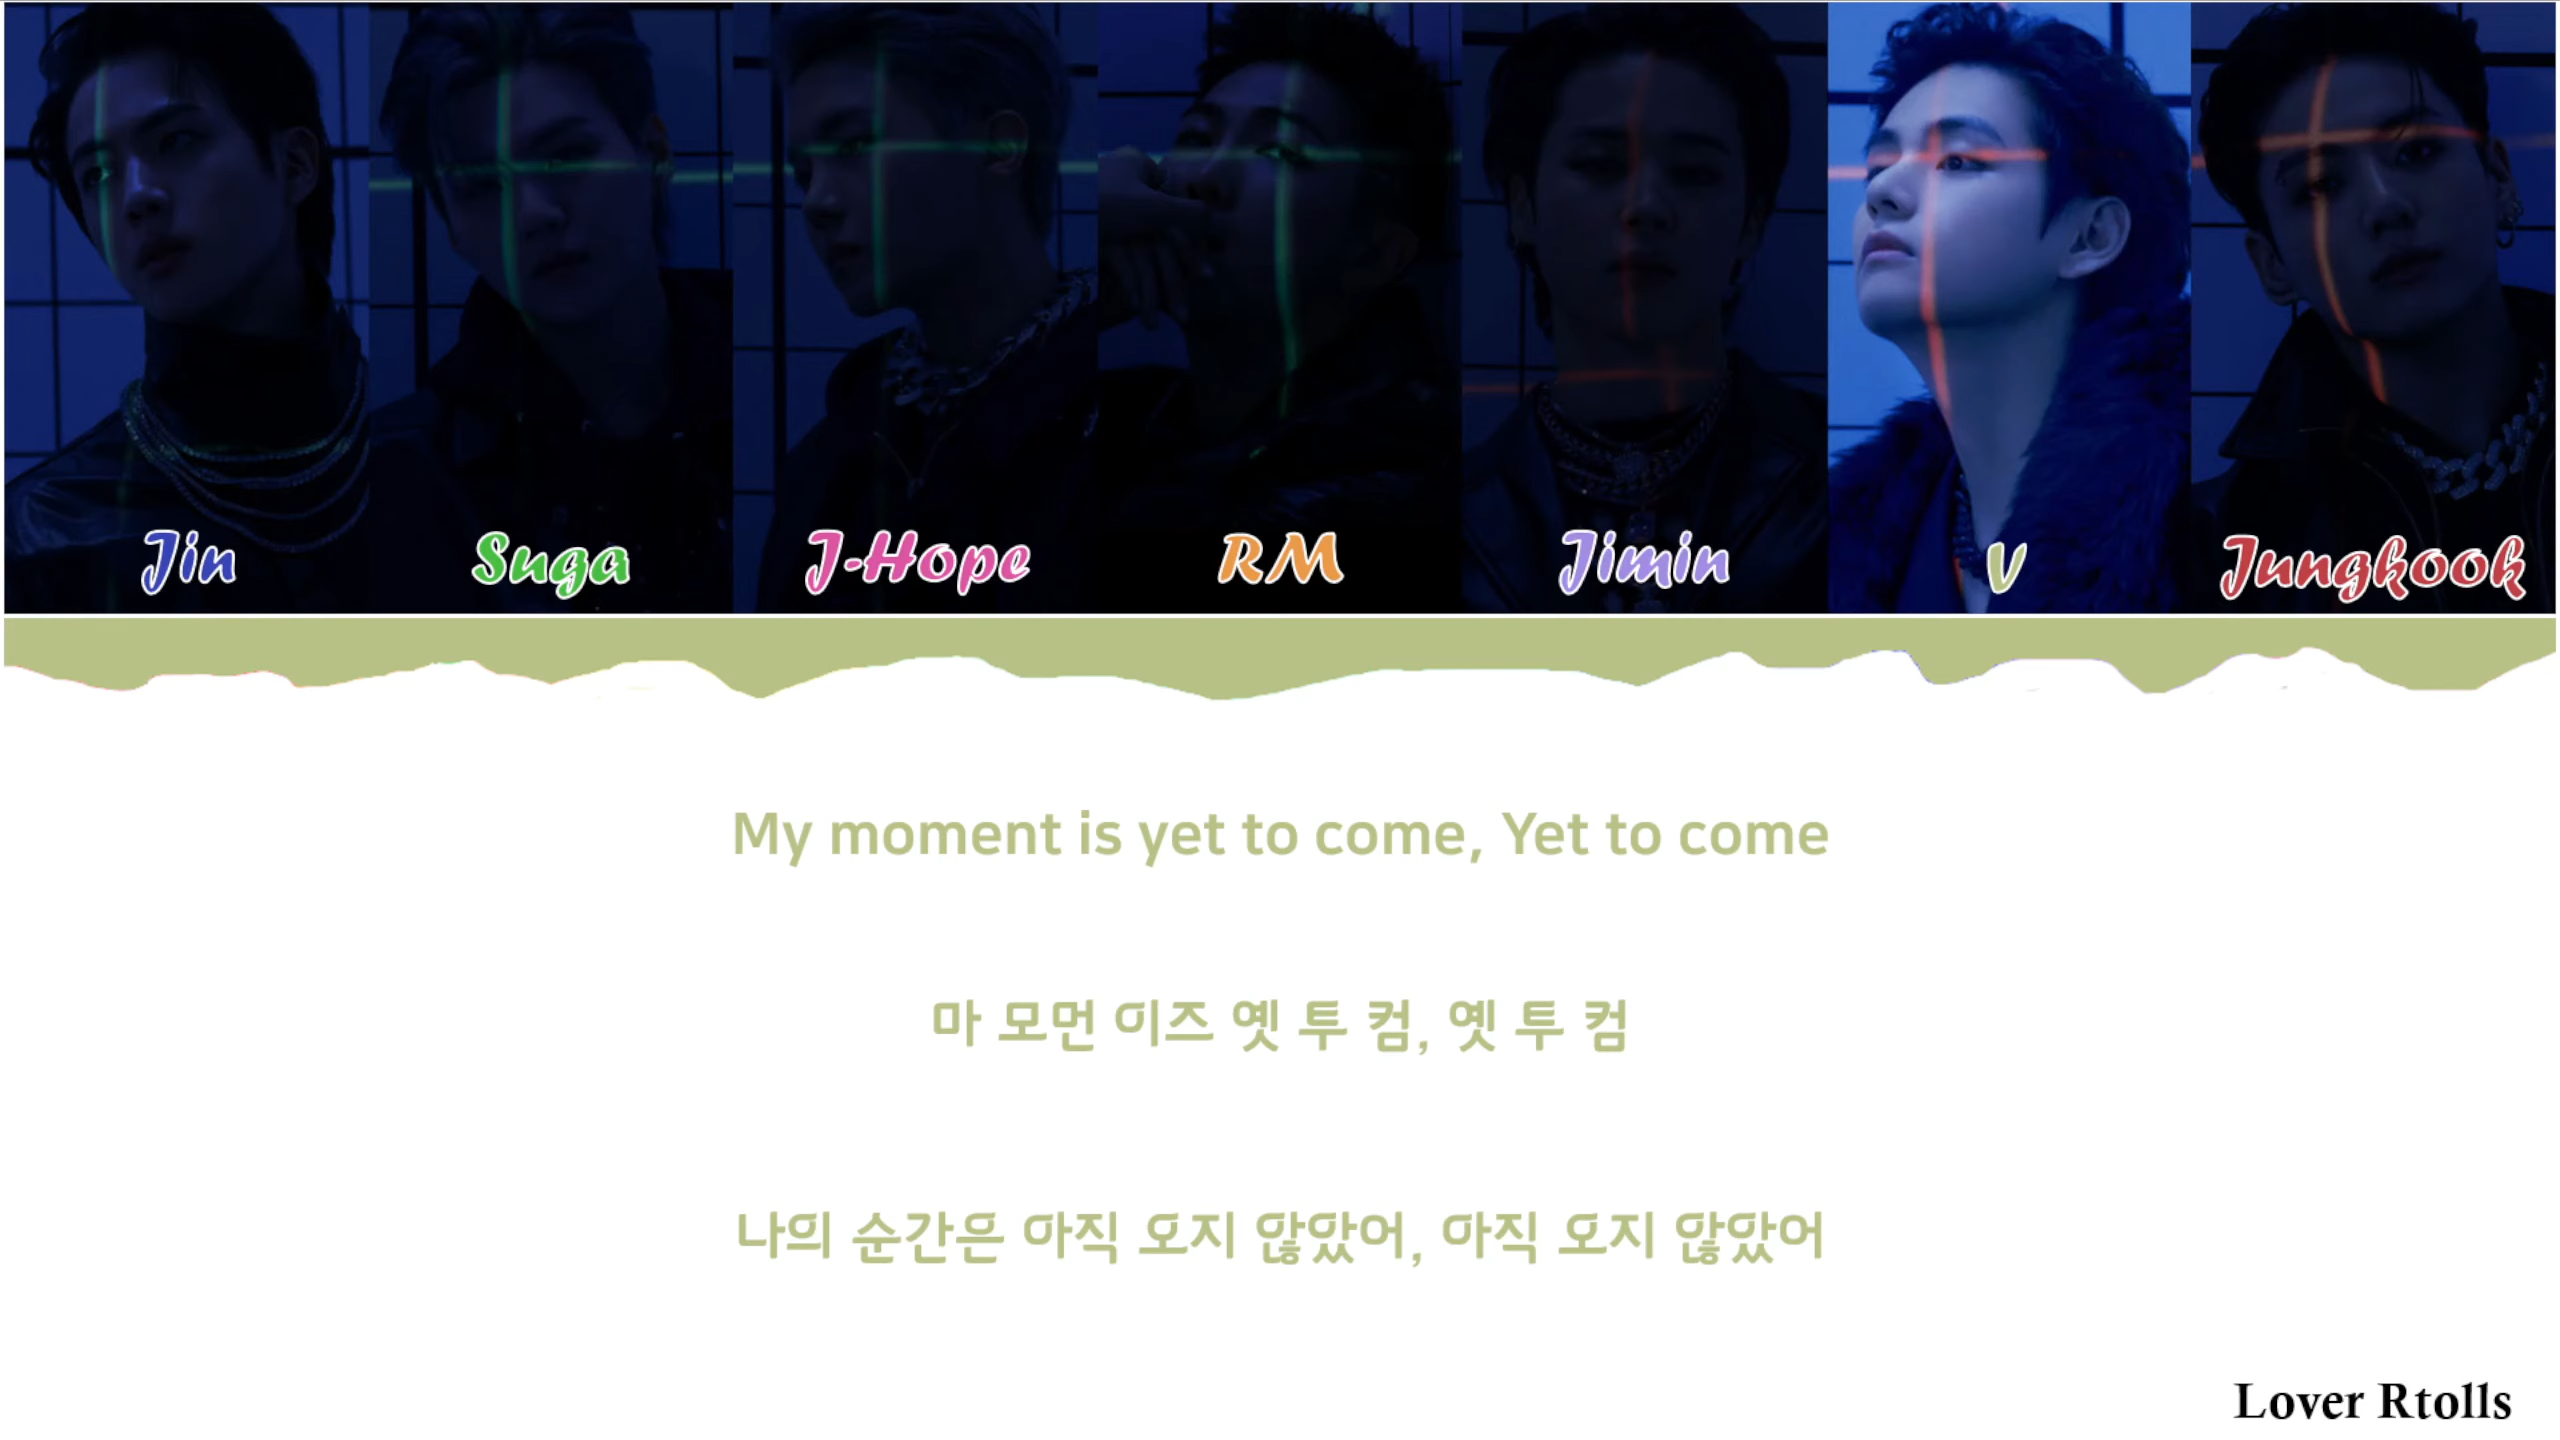 Jin
Suga
J-Hope
RM
Jimin
V
Jungkook
My moment is yet to come, Yet to come
마 모먼 이즈 옛 투 컴, 옛 투 컴
나의 순간은 아직 오지 않았어, 아직 오지 않았어
Lover Rtolls